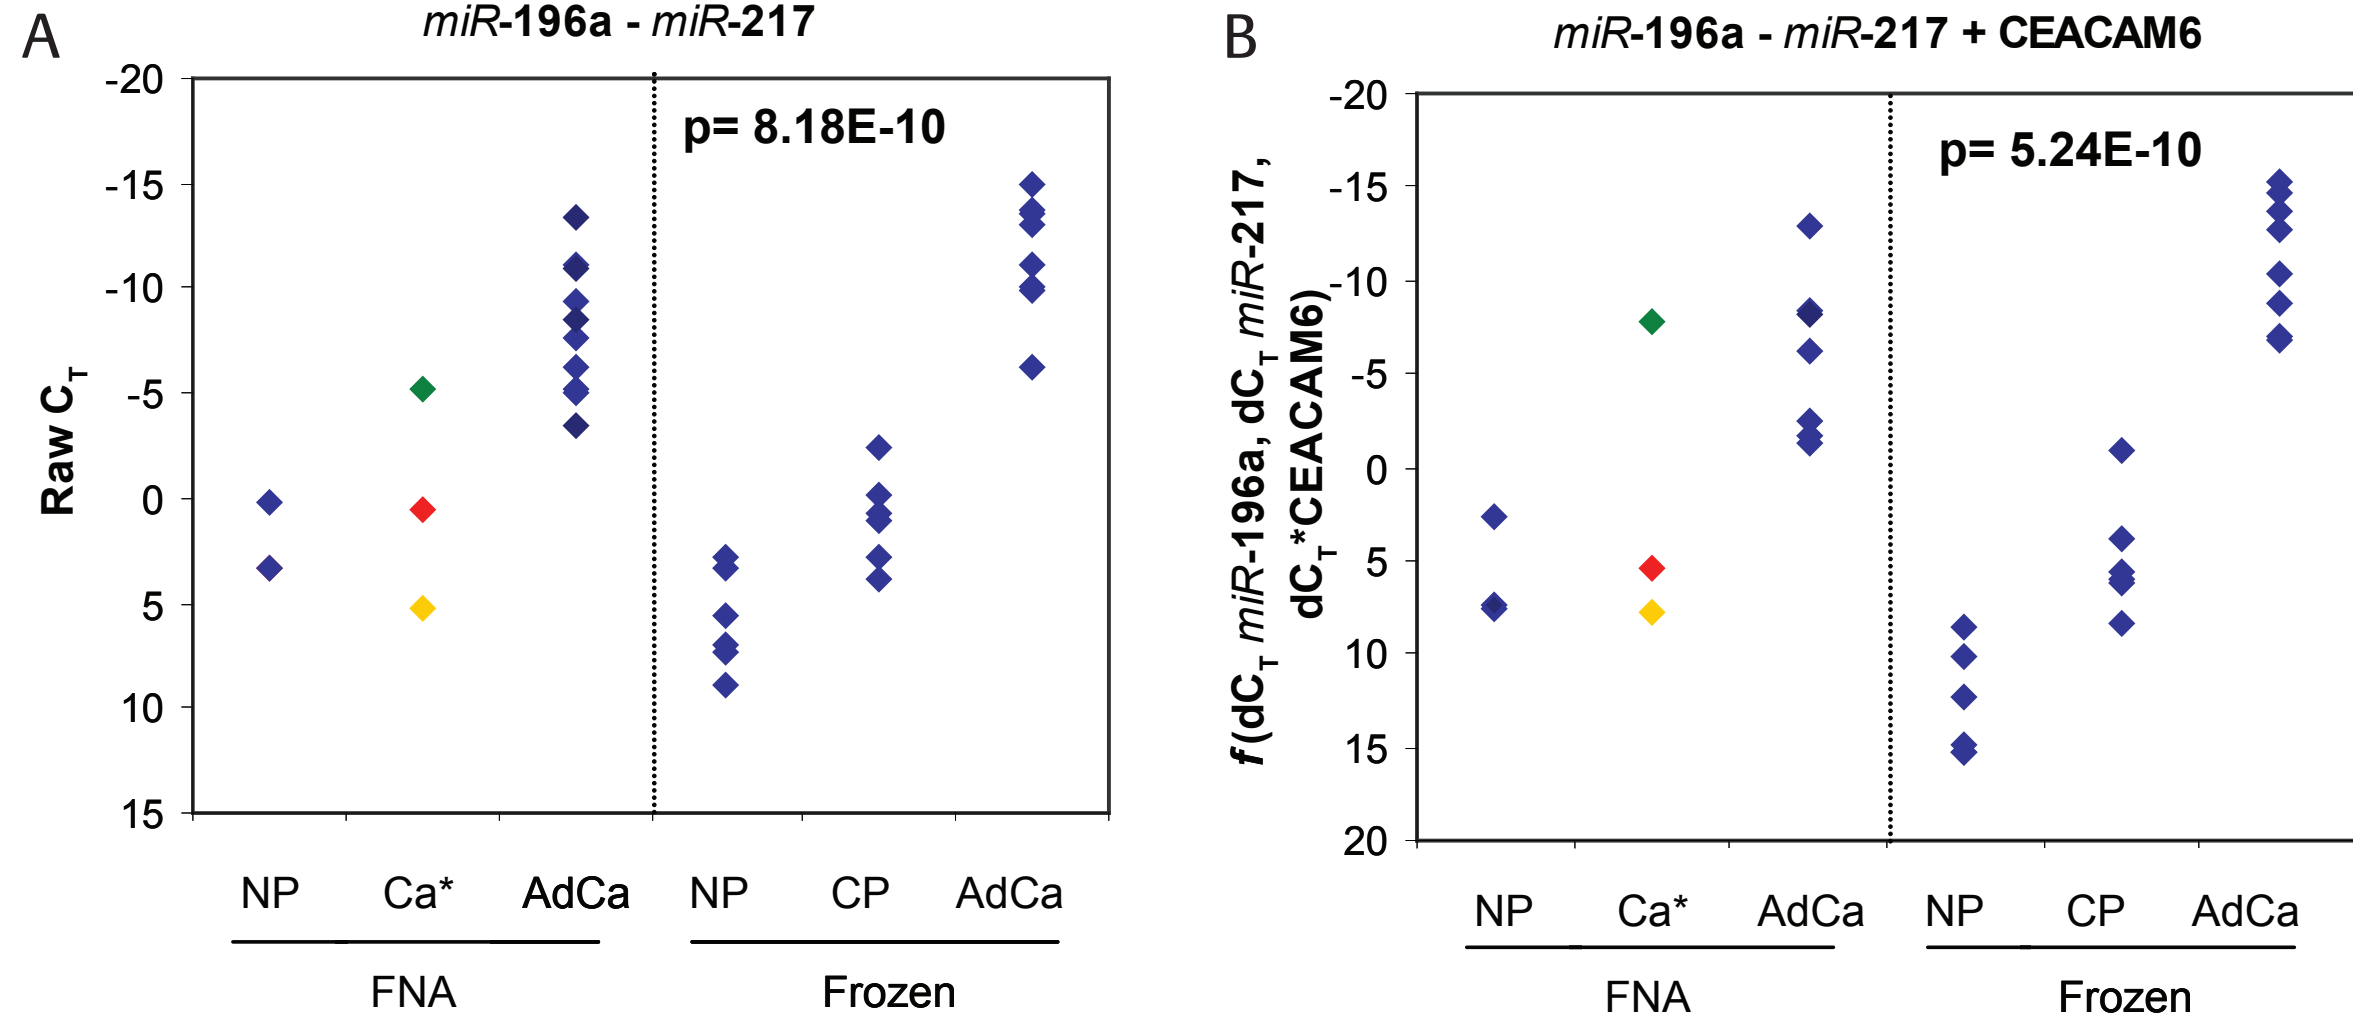 A
miR-196a - miR-217
Raw CT
-20
-15
-10
-5
0
5
10
15
p= 8.18E-10
NP Ca* AdCa NP CP AdCa
FNA Frozen
B
miR-196a - miR-217 + CEACAM6
f(dCT miR-196a, dCT miR-217,
dCT*CEACAM6)
-20
-15
-10
-5
0
5
10
15
20
p= 5.24E-10
NP Ca* AdCa NP CP AdCa
FNA Frozen